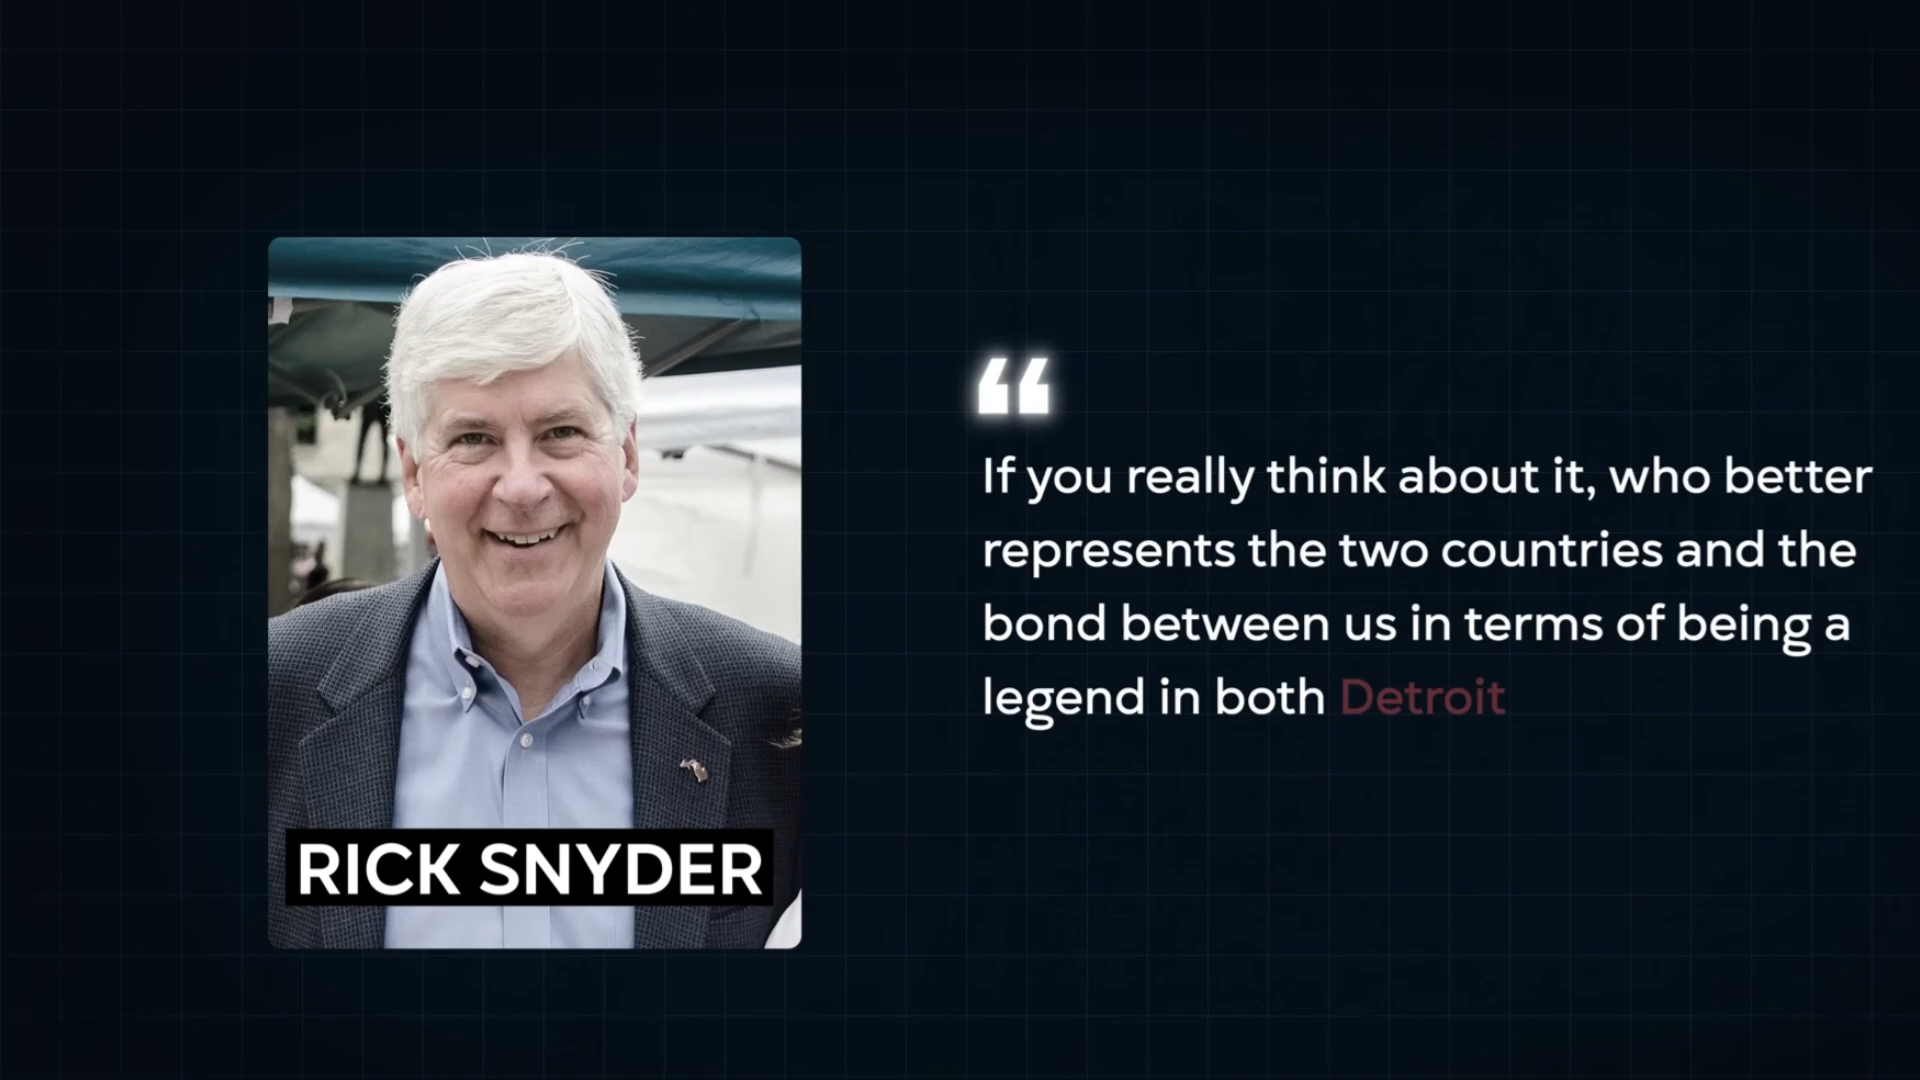 “
If you really think about it, who better
represents the two countries and the
bond between us in terms of being a
legend in both Detroit
RICK SNYDER